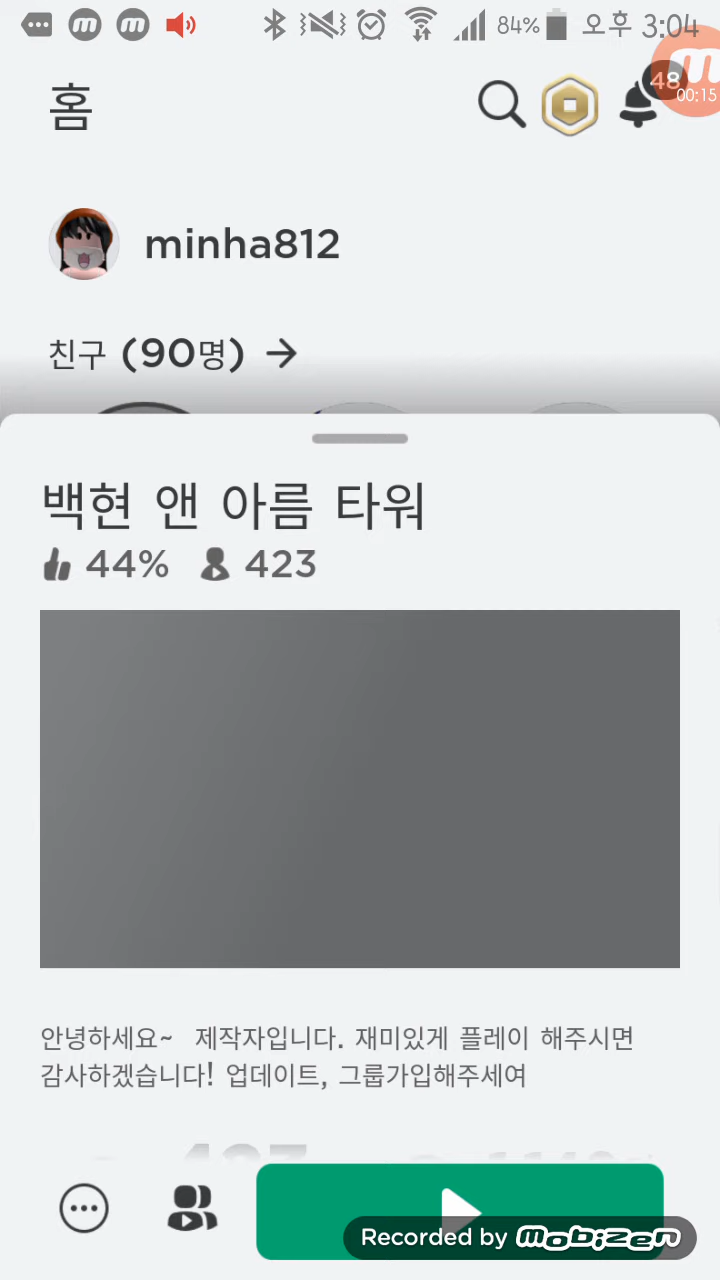 84% 오후 3:04
48
00:15
홈
minha812
친구 (90명) →
백현 앤 아름 타워
44% 423
안녕하세요~ 제작자입니다. 재미있게 플레이 해주시면
감사하겠습니다! 업데이트, 그룹가입해주세여
Recorded by mobizen